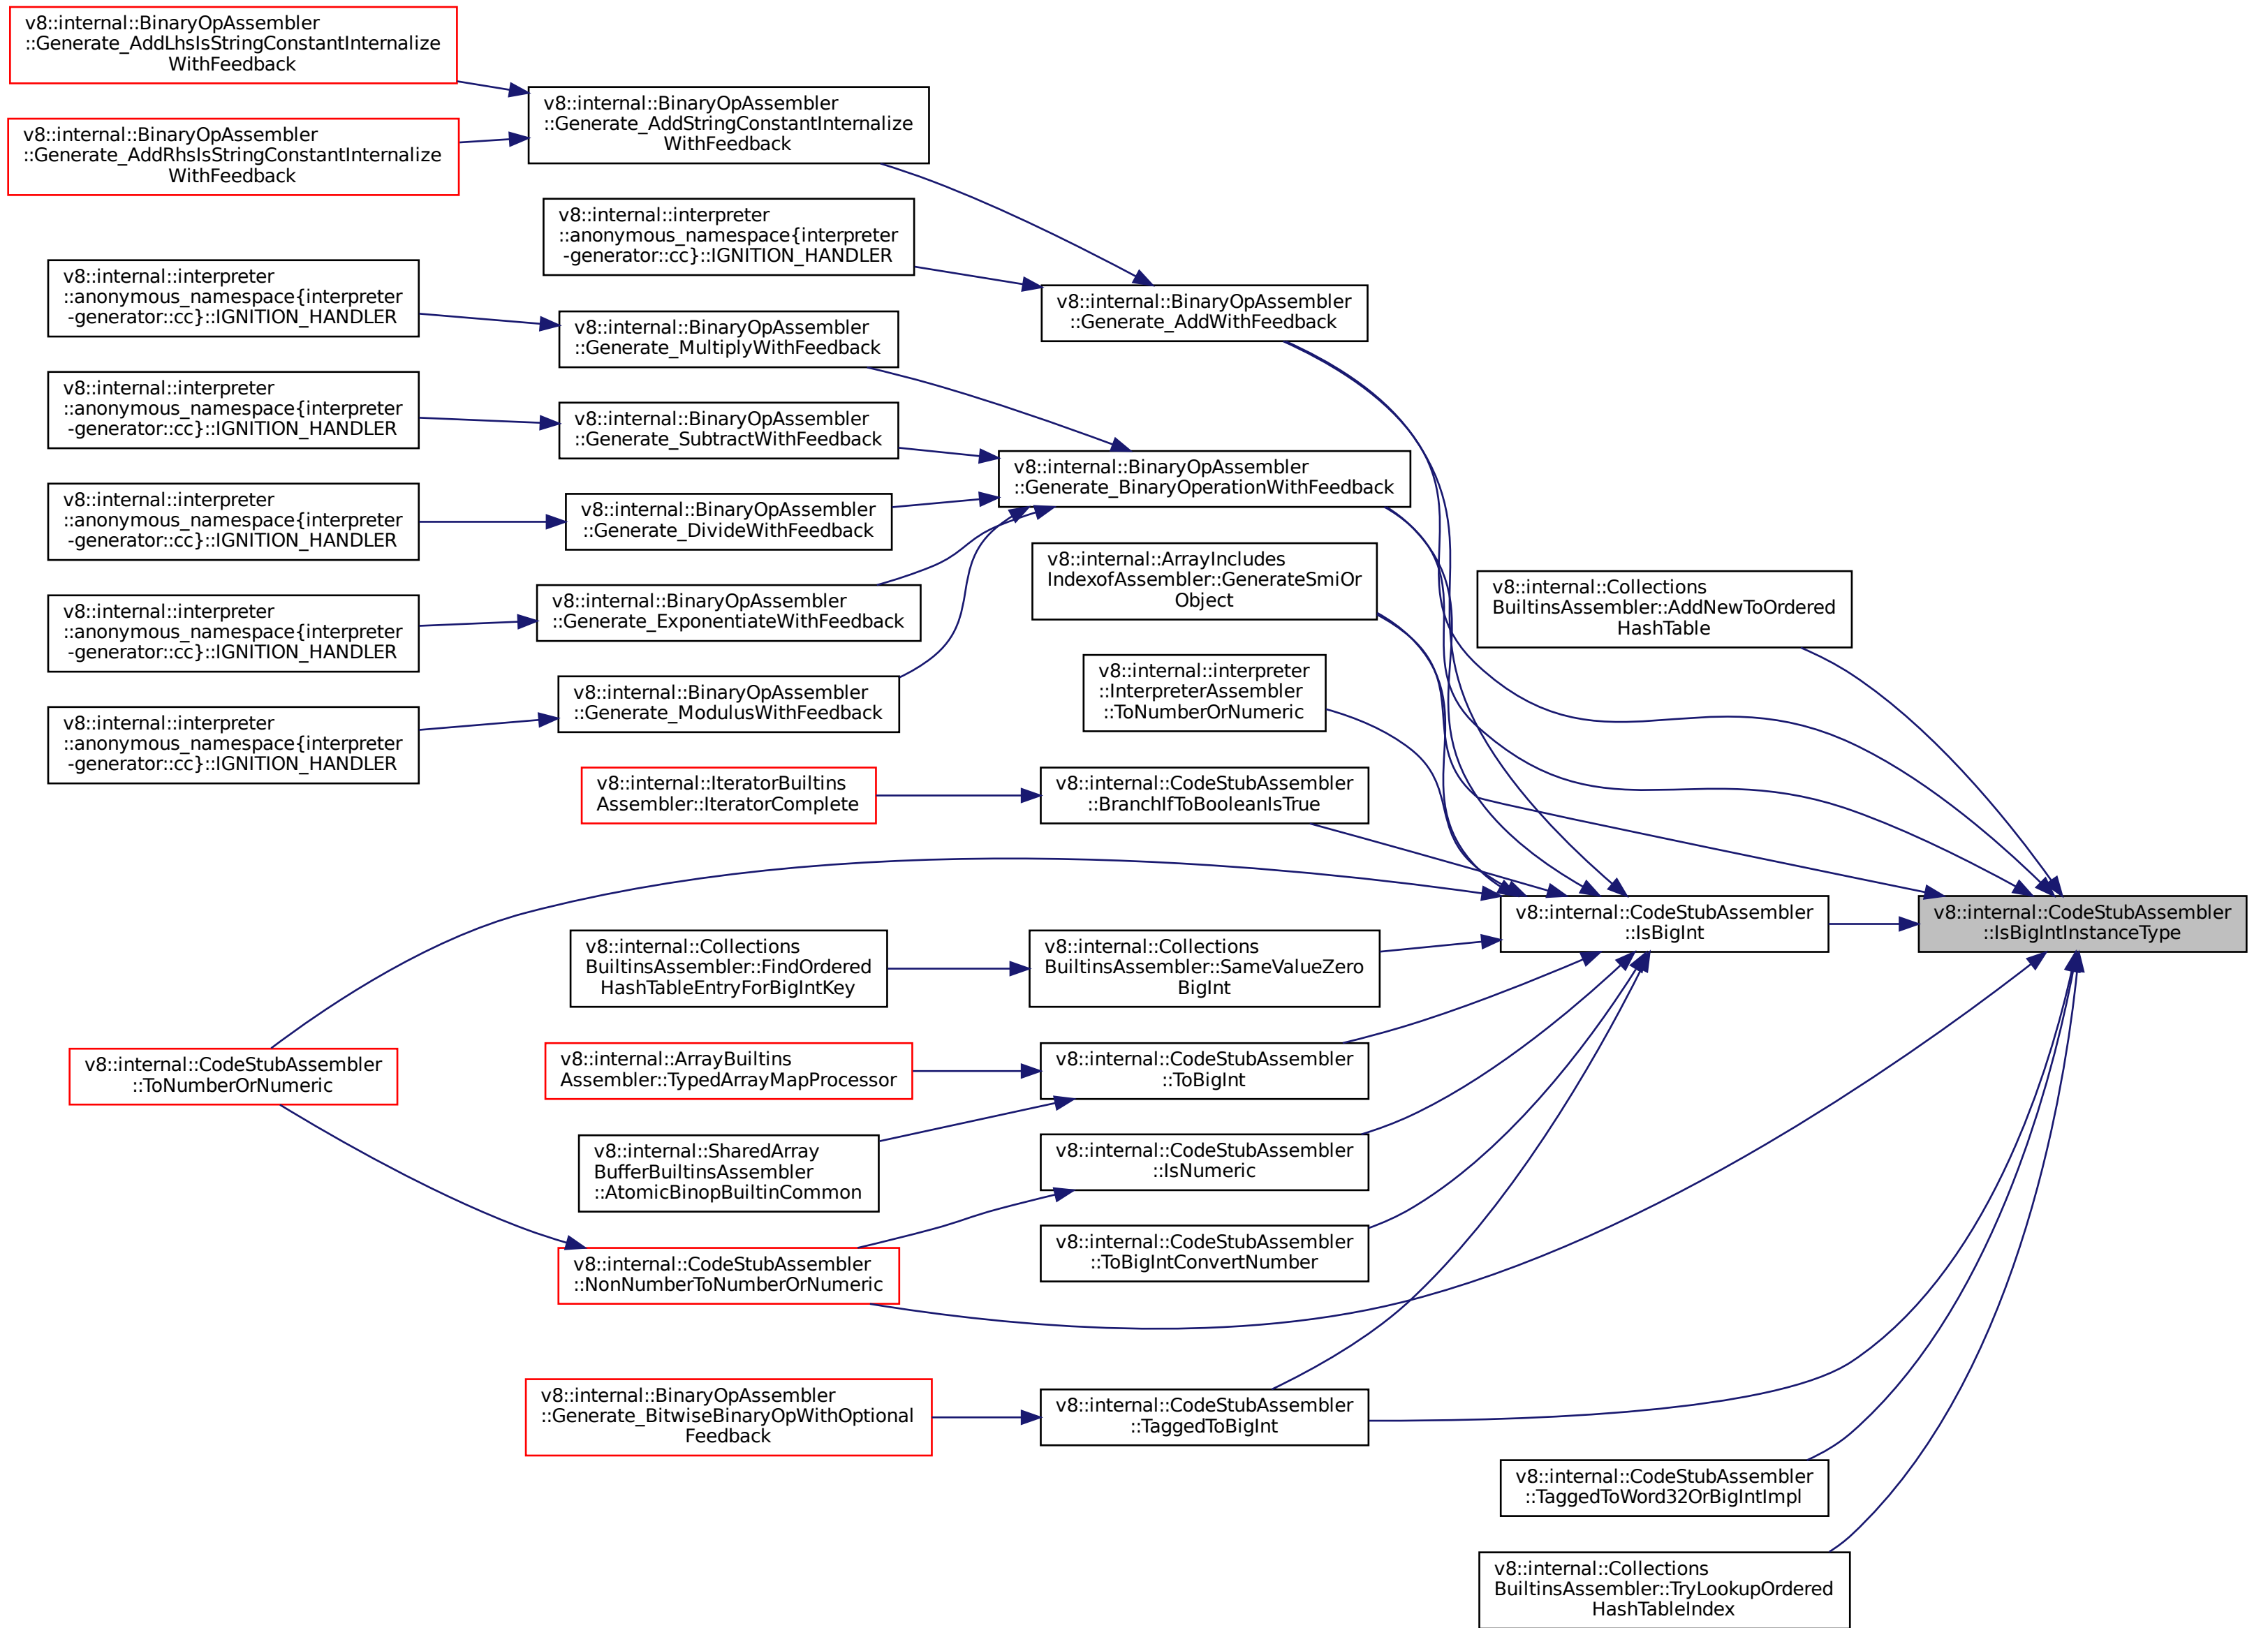 v8::internal::BinaryOpAssembler
::Generate_AddLhsIsStringConstantInternalize
WithFeedback
v8::internal::BinaryOpAssembler
::Generate_AddRhsIsStringConstantInternalize
WithFeedback
v8::internal::BinaryOpAssembler
::Generate_AddStringConstantInternalize
WithFeedback
v8::internal::interpreter
::anonymous_namespace{interpreter
-generator::cc}::IGNITION_HANDLER
v8::internal::BinaryOpAssembler
::Generate_AddWithFeedback
v8::internal::interpreter
::anonymous_namespace{interpreter
-generator::cc}::IGNITION_HANDLER
v8::internal::BinaryOpAssembler
::Generate_MultiplyWithFeedback
v8::internal::interpreter
::anonymous_namespace{interpreter
-generator::cc}::IGNITION_HANDLER
v8::internal::BinaryOpAssembler
::Generate_SubtractWithFeedback
v8::internal::BinaryOpAssembler
::Generate_BinaryOperationWithFeedback
v8::internal::interpreter
::anonymous_namespace{interpreter
-generator::cc}::IGNITION_HANDLER
v8::internal::BinaryOpAssembler
::Generate_DivideWithFeedback
v8::internal::ArrayIncludes
IndexofAssembler::GenerateSmiOr
Object
v8::internal::Collections
BuiltinsAssembler::AddNewToOrdered
HashTable
v8::internal::interpreter
::anonymous_namespace{interpreter
-generator::cc}::IGNITION_HANDLER
v8::internal::BinaryOpAssembler
::Generate_ExponentiateWithFeedback
v8::internal::interpreter
::InterpreterAssembler
::ToNumberOrNumeric
v8::internal::interpreter
::anonymous_namespace{interpreter
-generator::cc}::IGNITION_HANDLER
v8::internal::BinaryOpAssembler
::Generate_ModulusWithFeedback
v8::internal::IteratorBuiltins
Assembler::IteratorComplete
v8::internal::CodeStubAssembler
::BranchIfToBooleanIsTrue
v8::internal::CodeStubAssembler
::IsBigInt
v8::internal::CodeStubAssembler
::IsBigIntInstanceType
v8::internal::Collections
BuiltinsAssembler::FindOrdered
HashTableEntryForBigIntKey
v8::internal::Collections
BuiltinsAssembler::SameValueZero
BigInt
v8::internal::CodeStubAssembler
::ToNumberOrNumeric
v8::internal::ArrayBuiltins
Assembler::TypedArrayMapProcessor
v8::internal::CodeStubAssembler
::ToBigInt
v8::internal::SharedArray
BufferBuiltinsAssembler
::AtomicBinopBuiltinCommon
v8::internal::CodeStubAssembler
::IsNumeric
v8::internal::CodeStubAssembler
::NonNumberToNumberOrNumeric
v8::internal::CodeStubAssembler
::ToBigIntConvertNumber
v8::internal::BinaryOpAssembler
::Generate_BitwiseBinaryOpWithOptional
Feedback
v8::internal::CodeStubAssembler
::TaggedToBigInt
v8::internal::CodeStubAssembler
::TaggedToWord32OrBigIntImpl
v8::internal::Collections
BuiltinsAssembler::TryLookupOrdered
HashTableIndex